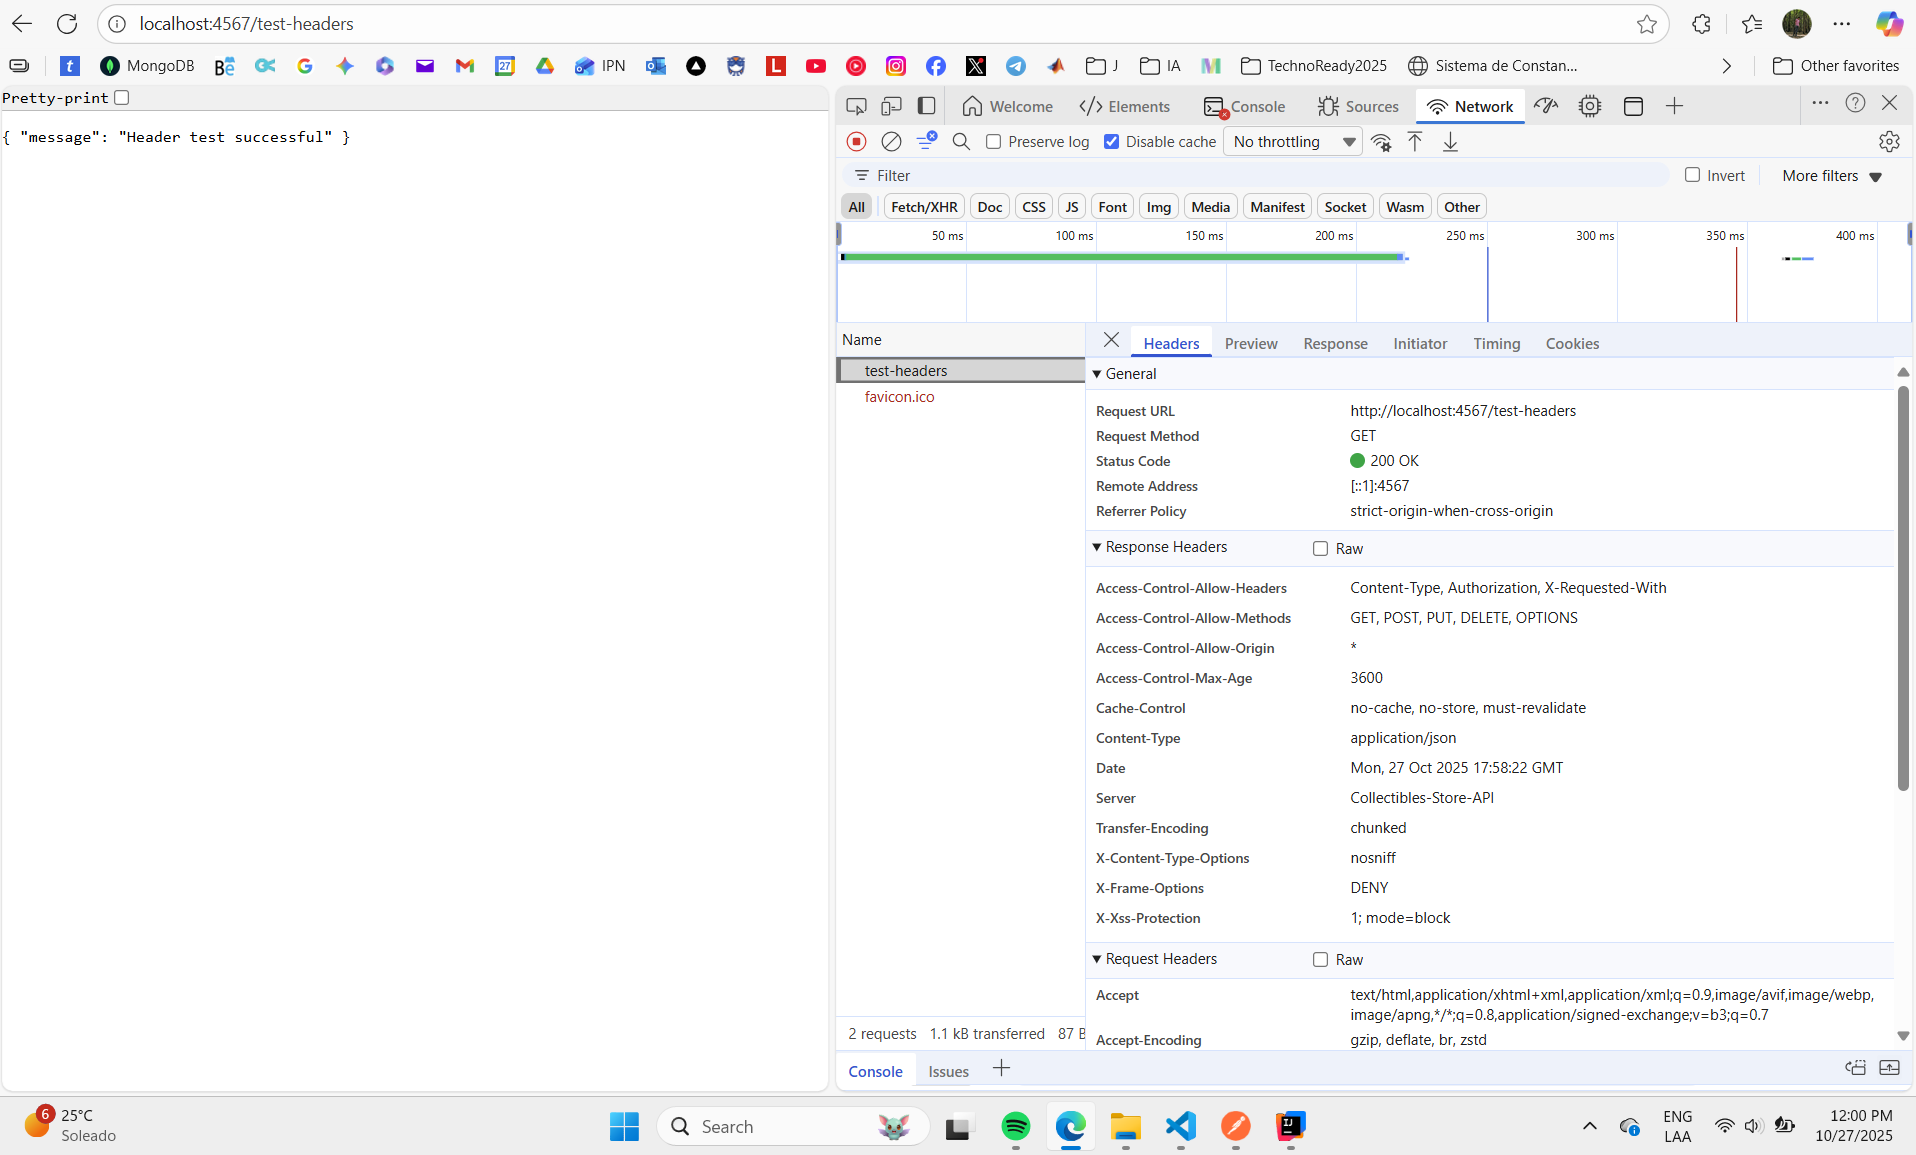 localhost:4567/test-headers
MongoDB
27
IPN
J
IA
TechnoReady2025
Sistema de Constan...
Other favorites
Pretty-print
{ "message": "Header test successful" }
Welcome
Elements
Console
Sources
Network
Preserve log
Disable cache
No throttling
Filter
Invert
More filters
All
Fetch/XHR
Doc
CSS
JS
Font
Img
Media
Manifest
Socket
Wasm
Other
50 ms
100 ms
150 ms
200 ms
250 ms
300 ms
350 ms
400 ms
Name
test-headers
favicon.ico
2 requests 1.1 kB transferred 87 B
Headers
Preview
Response
Initiator
Timing
Cookies
General
Request URL http://localhost:4567/test-headers
Request Method GET
Status Code 200 OK
Remote Address [::1]:4567
Referrer Policy strict-origin-when-cross-origin
Response Headers Raw
Access-Control-Allow-Headers Content-Type, Authorization, X-Requested-With
Access-Control-Allow-Methods GET, POST, PUT, DELETE, OPTIONS
Access-Control-Allow-Origin *
Access-Control-Max-Age 3600
Cache-Control no-cache, no-store, must-revalidate
Content-Type application/json
Date Mon, 27 Oct 2025 17:58:22 GMT
Server Collectibles-Store-API
Transfer-Encoding chunked
X-Content-Type-Options nosniff
X-Frame-Options DENY
X-Xss-Protection 1; mode=block
Request Headers Raw
Accept text/html,application/xhtml+xml,application/xml;q=0.9,image/avif,image/webp,
image/apng,*/*;q=0.8,application/signed-exchange;v=b3;q=0.7
Accept-Encoding gzip, deflate, br, zstd
Console
Issues
6
25°C
Soleado
Search
IJ
ENG
LAA
12:00 PM
10/27/2025